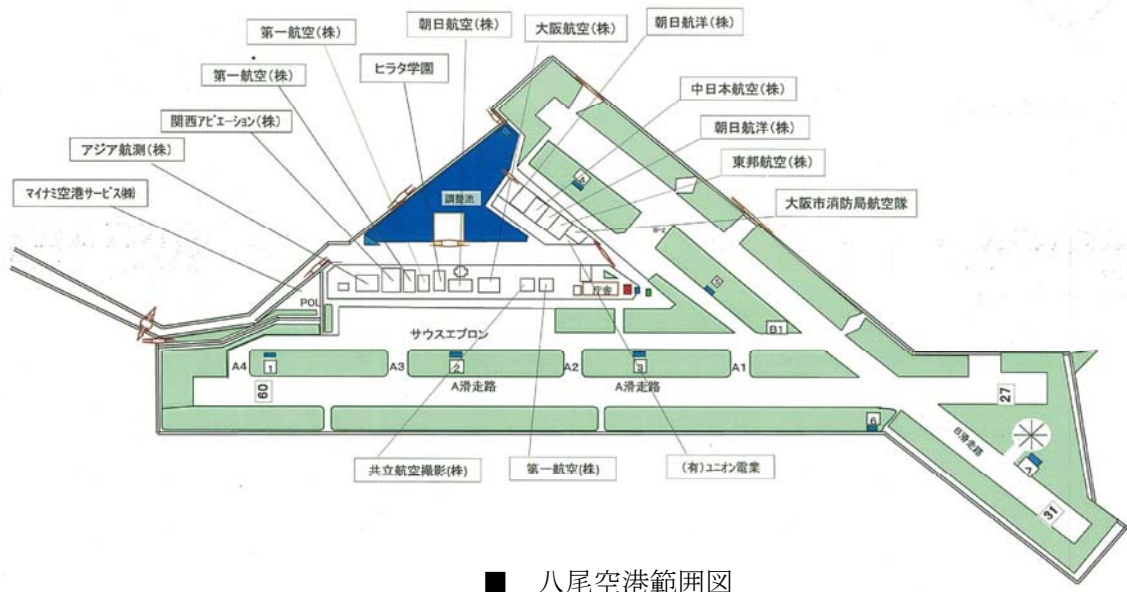 第一航空(株)
朝日航空(株)
大阪航空(株)
朝日航洋(株)
第一航空(株)
ヒラタ学園
中日本航空(株)
関西アビエーション(株)
朝日航洋(株)
アジア航測(株)
東邦航空(株)
マイナミ空港サービス㈱
調整池
大阪市消防局航空隊
4
B-2
5
POL
庁舎
サウスエプロン
B1
A4
1
A3
2
A2
3
A1
A滑走路
A滑走路
09
27
6
B滑走路
7
31
共立航空撮影(株)
第一航空(株)
(有)ユニオン電業
■ 八尾空港範囲図